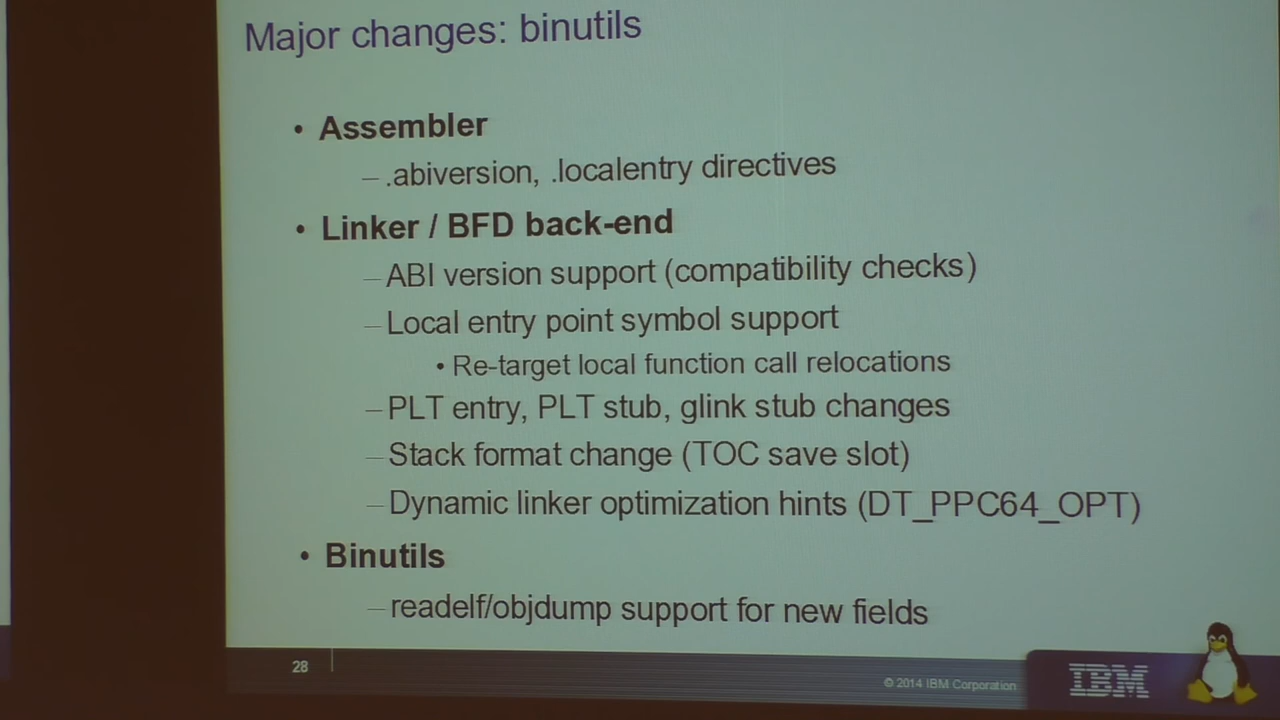 Major changes: binutils
• Assembler
– .abiversion, .localentry directives
• Linker / BFD back-end
– ABI version support (compatibility checks)
– Local entry point symbol support
• Re-target local function call relocations
– PLT entry, PLT stub, glink stub changes
– Stack format change (TOC save slot)
– Dynamic linker optimization hints (DT_PPC64_OPT)
• Binutils
– readelf/objdump support for new fields
28
© 2014 IBM Corporation
IBM